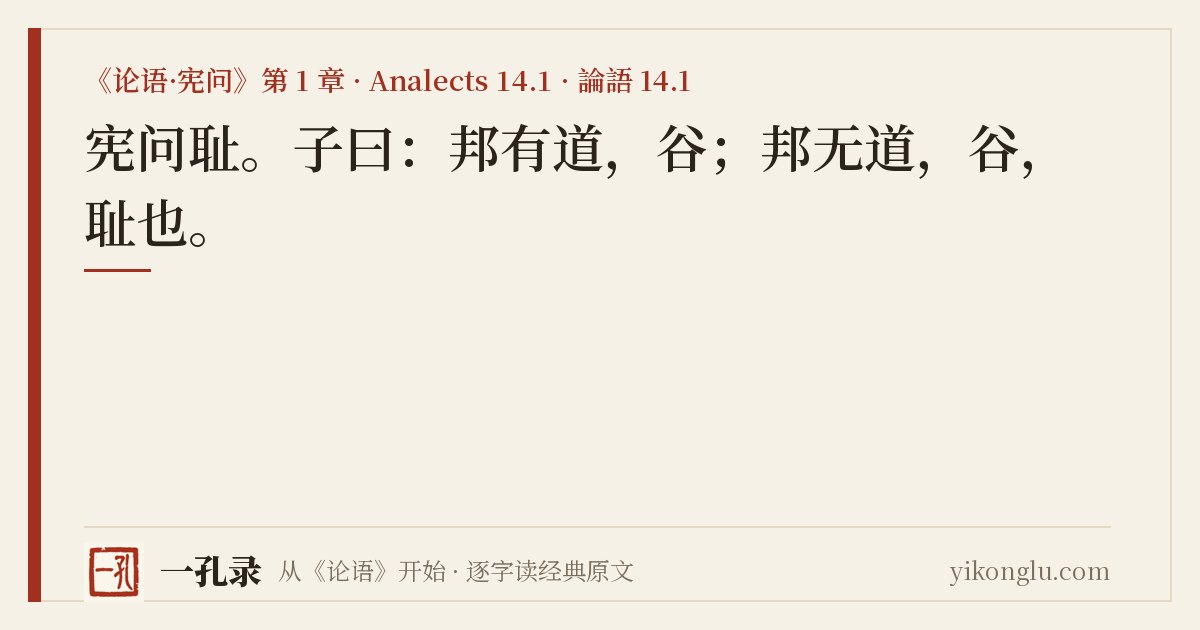 《论语·宪问》第 1 章 · Analects 14.1 · 論語 14.1
宪问耻。子曰：邦有道，谷；邦无道，谷，
耻也。
一孔
一孔录 从《论语》开始 · 逐字读经典原文 yikonglu.com